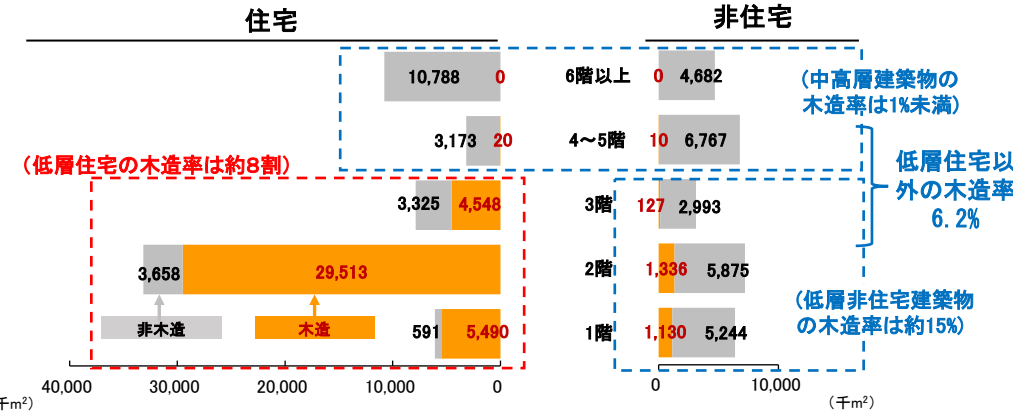 住宅
非住宅
10,788
0
6階以上
0
4,682
(中高層建築物の
木造率は1%未満)
3,173
20
4～5階
10
6,767
(低層住宅の木造率は約8割)
低層住宅以
外の木造率
6.2%
3,325
4,548
3階
127
2,993
3,658
29,513
2階
1,336
5,875
(低層非住宅建築物
の木造率は約15%)
非木造
木造
591
5,490
1階
1,130
5,244
40,000
30,000
20,000
10,000
0
0
10,000
千m²)
(千m²)